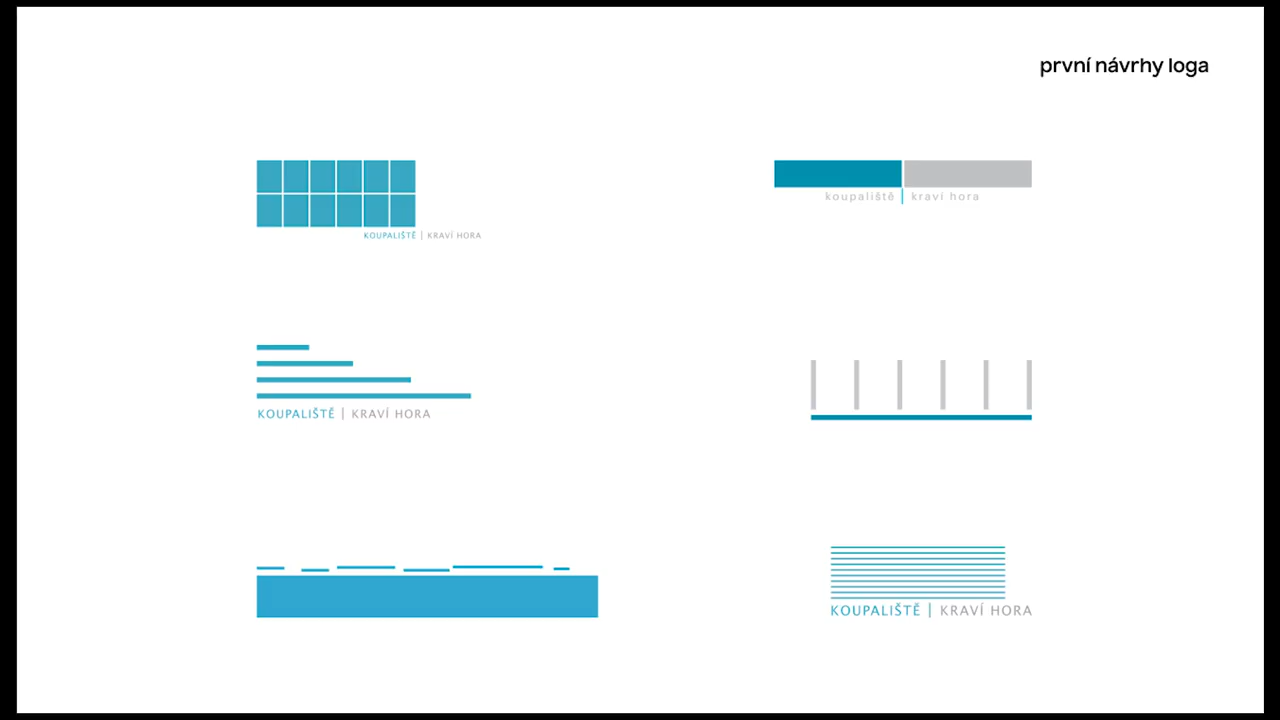 první návrhy loga
KOUPALIŠTĚ | KRAVÍ HORA
koupaliště | kraví hora
KOUPALIŠTĚ | KRAVÍ HORA
KOUPALIŠTĚ | KRAVÍ HORA